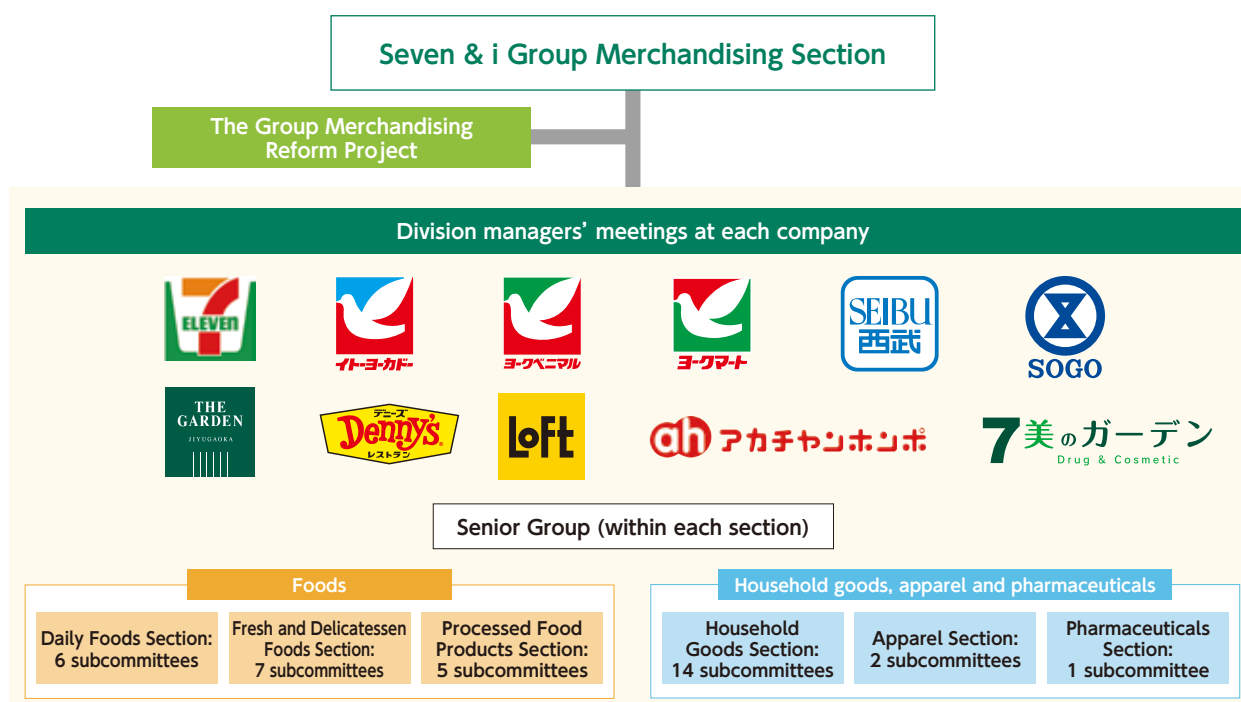 Seven & i Group Merchandising Section
The Group Merchandising
Reform Project
Division managers’ meetings at each company
7
ELEVEN
イトーヨーカドー
ヨークベニマル
ヨークマート
SEIBU
西武
SOGO
THE
GARDEN
JIYUGAOKA
デニーズ
Denny's
レストラン
LoFt
ah アカチャンホンポ
7美のガーデン
Drug & Cosmetic
Senior Group (within each section)
Foods
Daily Foods Section:
6 subcommittees
Fresh and Delicatessen
Foods Section:
7 subcommittees
Processed Food
Products Section:
5 subcommittees
Household goods, apparel and pharmaceuticals
Household
Goods Section:
14 subcommittees
Apparel Section:
2 subcommittees
Pharmaceuticals
Section:
1 subcommittee